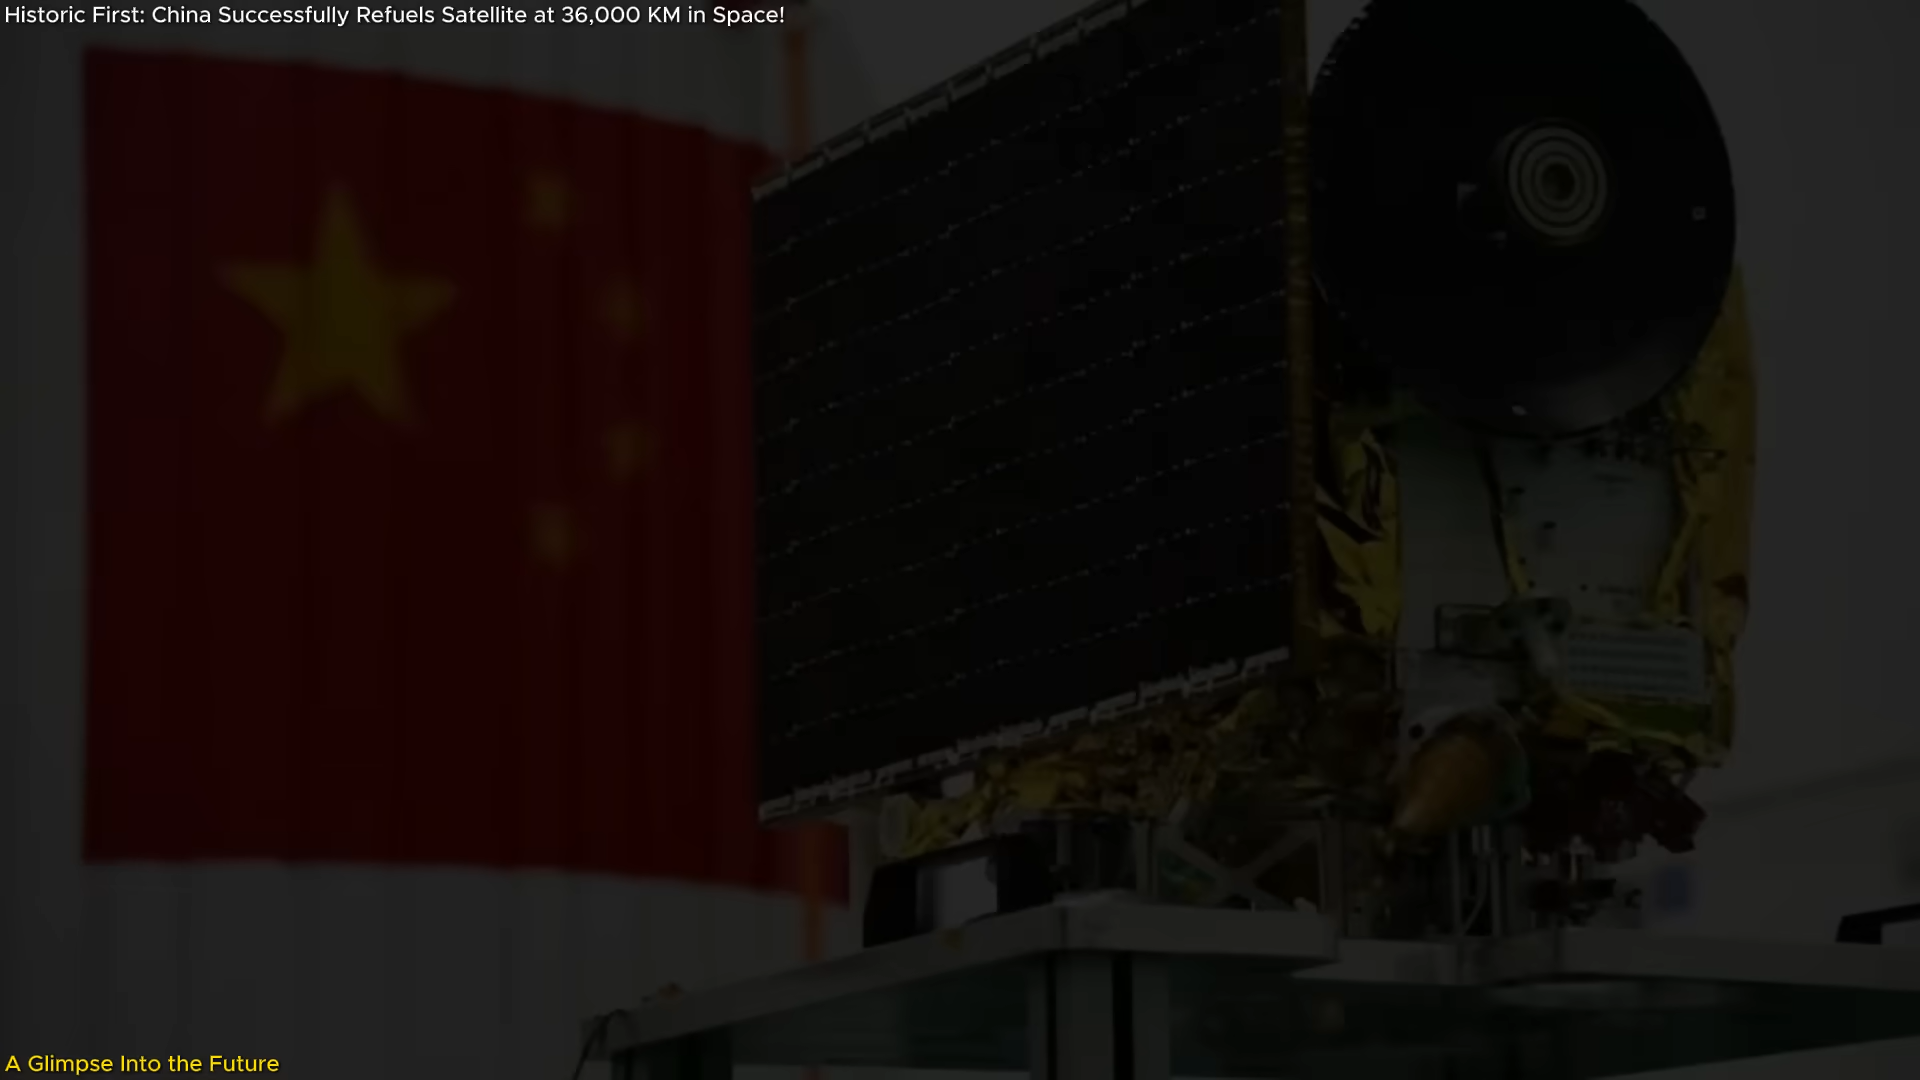 Historic First: China Successfully Refuels Satellite at 36,000 KM in Space!
A Glimpse Into the Future